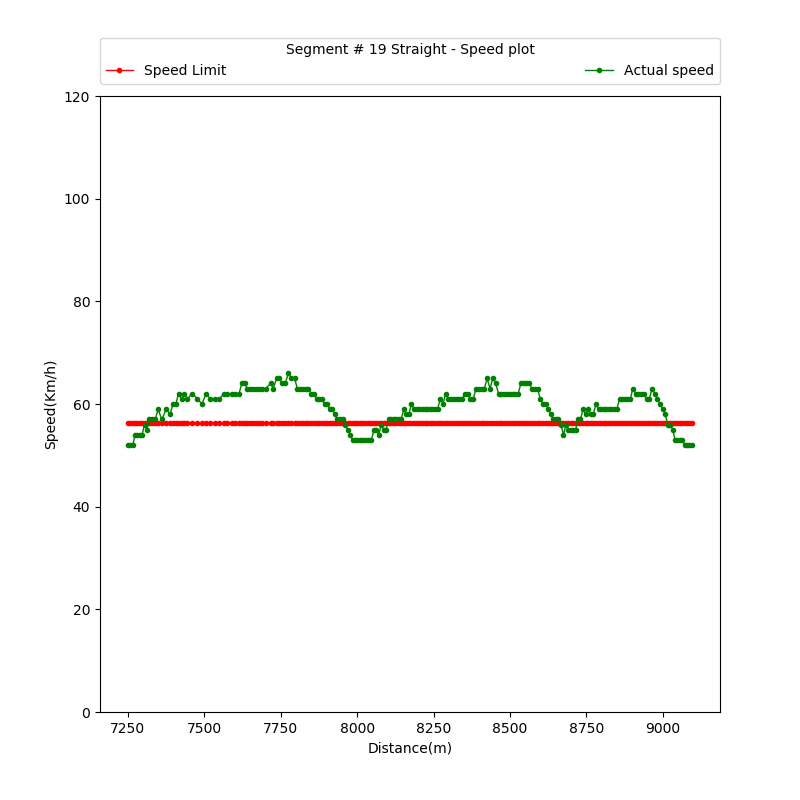 Segment # 19 Straight - Speed plot
Speed Limit
Actual speed
120
100
80
60
40
20
0
Speed(Km/h)
7250 7500 7750 8000 8250 8500 8750 9000
Distance(m)